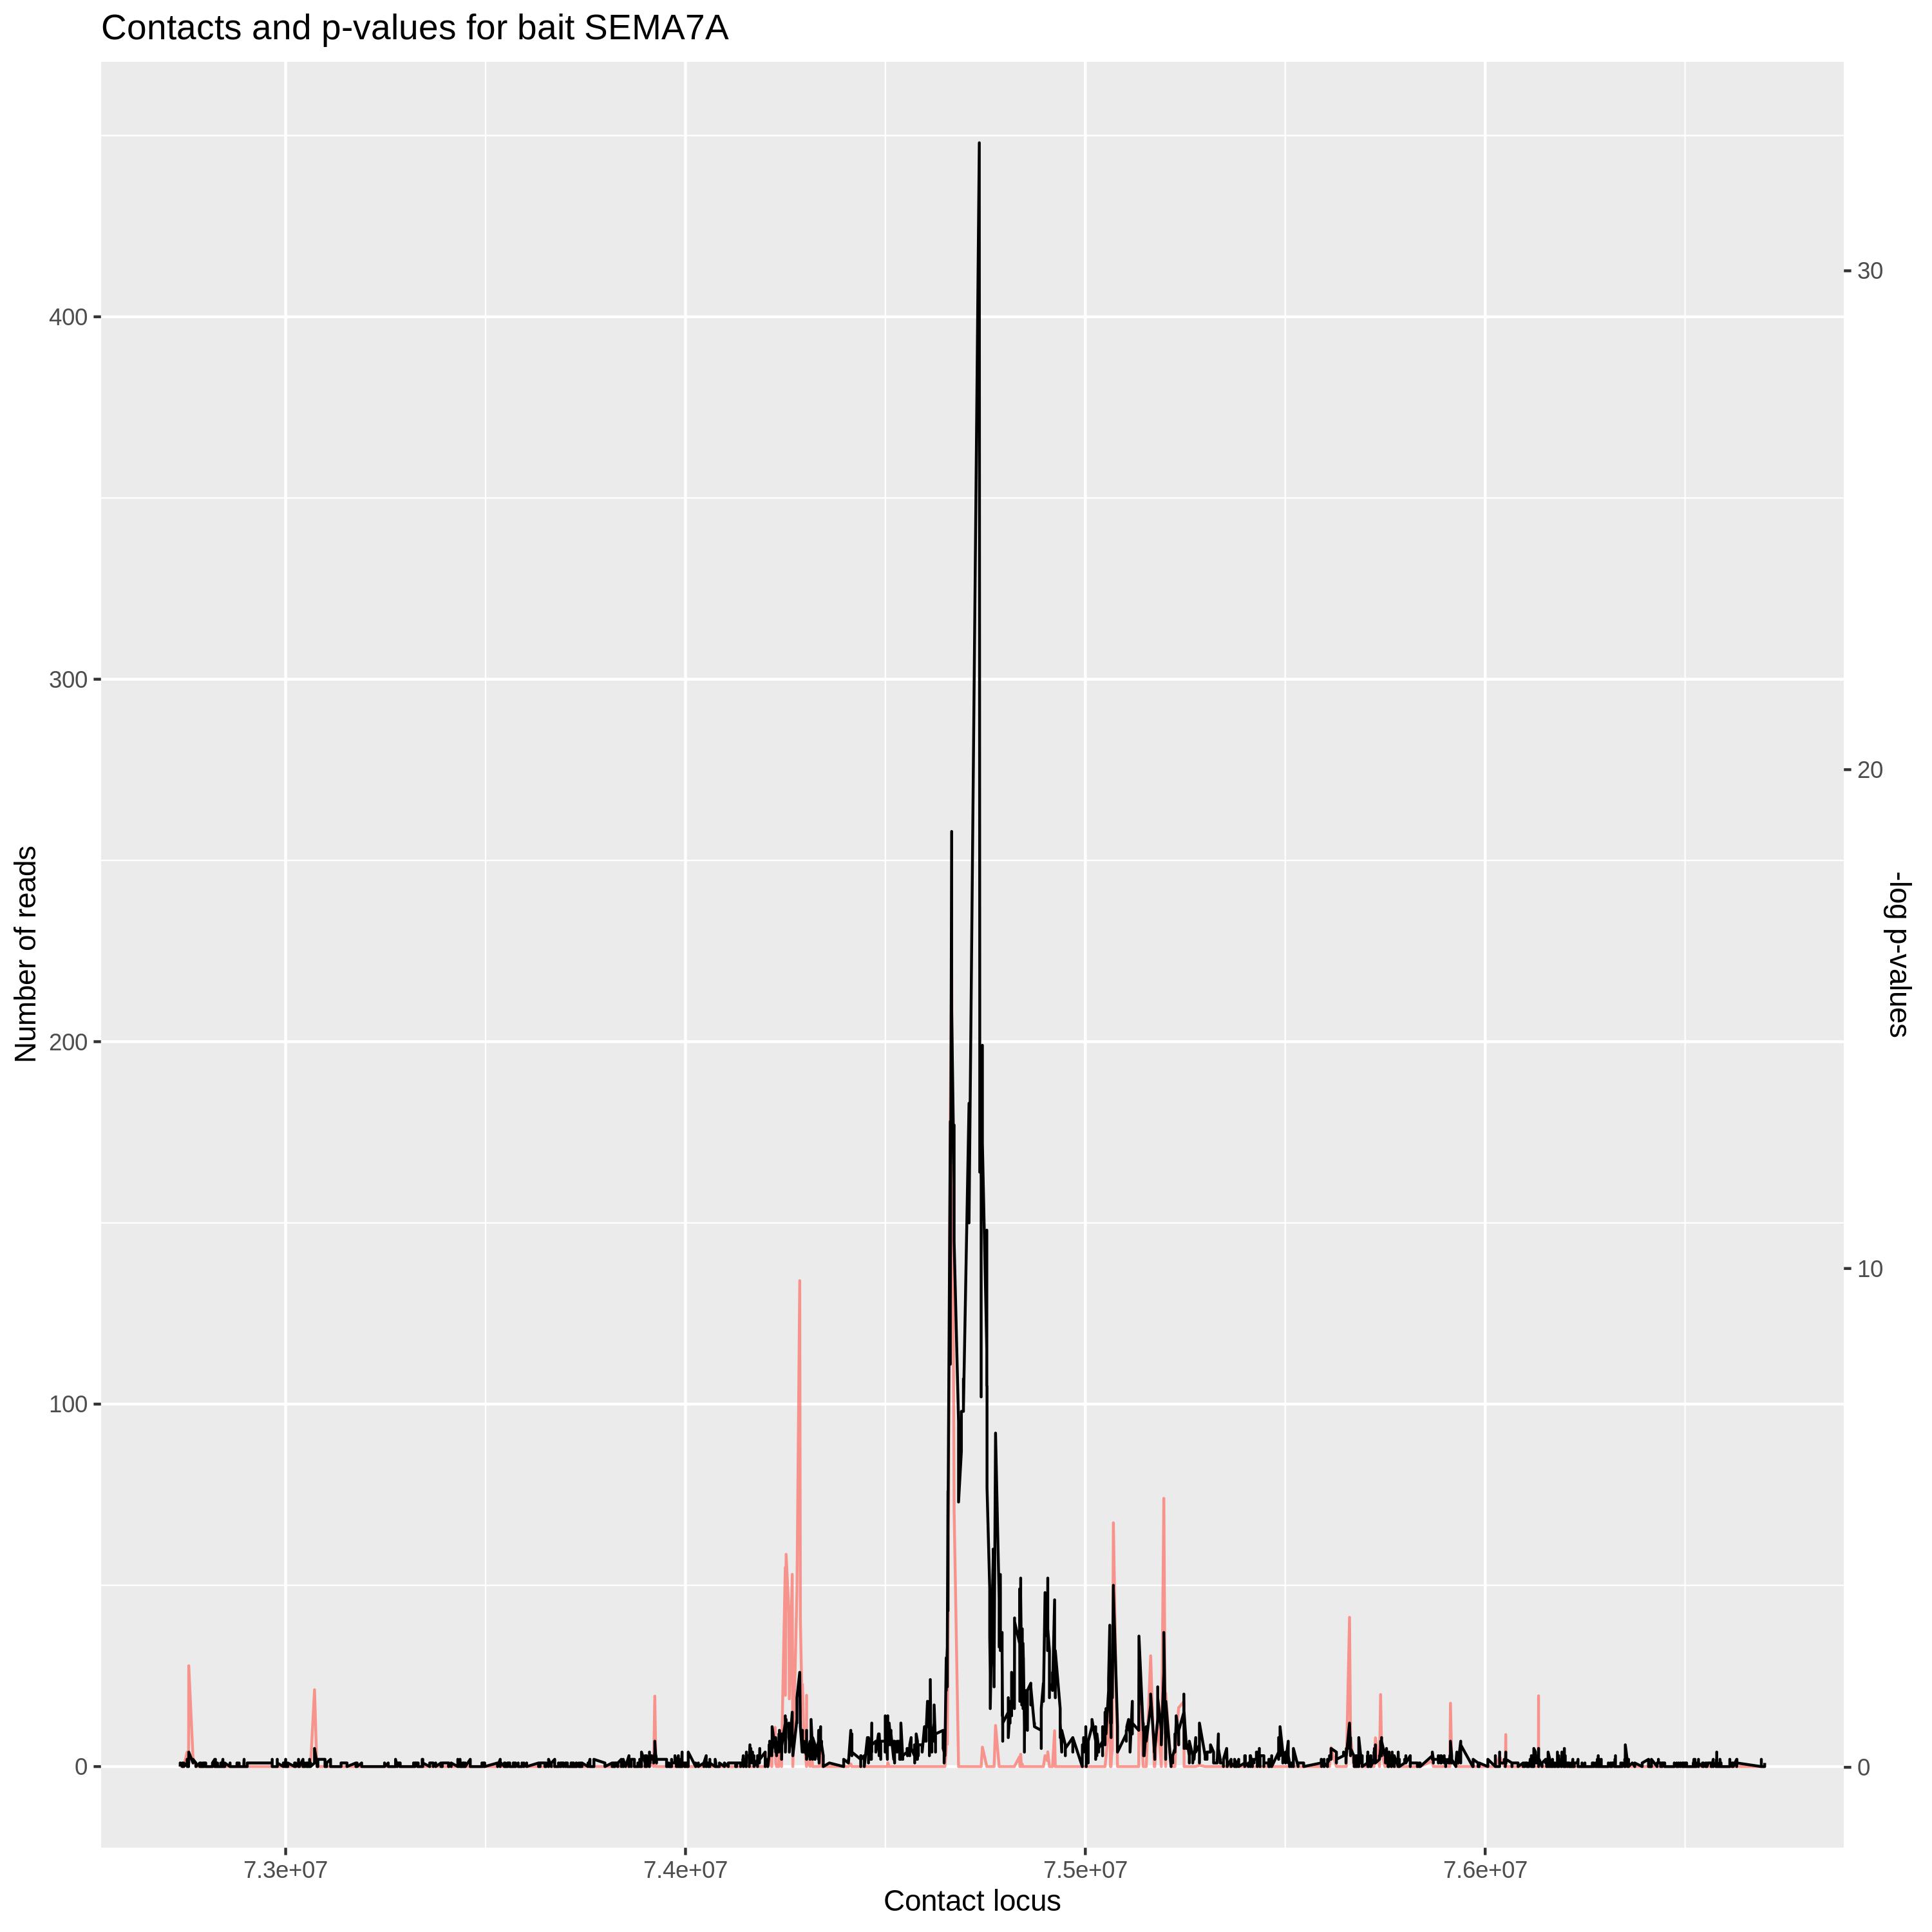 Contacts and p-values for bait SEMA7A
Number of reads
400
300
200
100
0
30
20
10
0
-log p-values
7.3e+07
7.4e+07
7.5e+07
7.6e+07
Contact locus